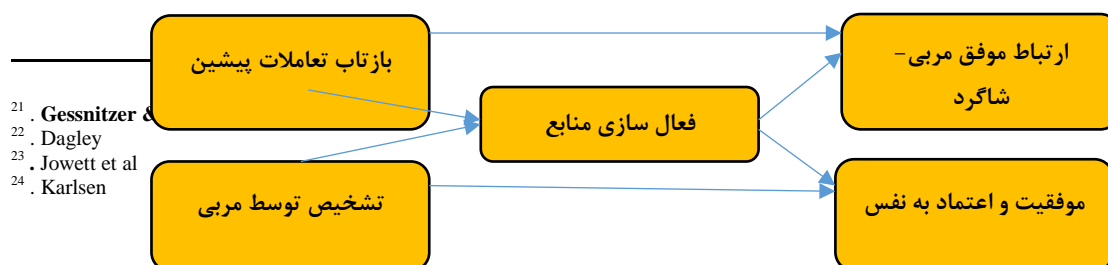 بازتاب تعاملات پیشین
ارتباط موفق مربی-
شاگرد
فعال سازی منابع
تشخیص توسط مربی
موفقیت و اعتماد به نفس
21 . Gessnitzer &
22 . Dagley
23 . Jowett et al
24 . Karlsen